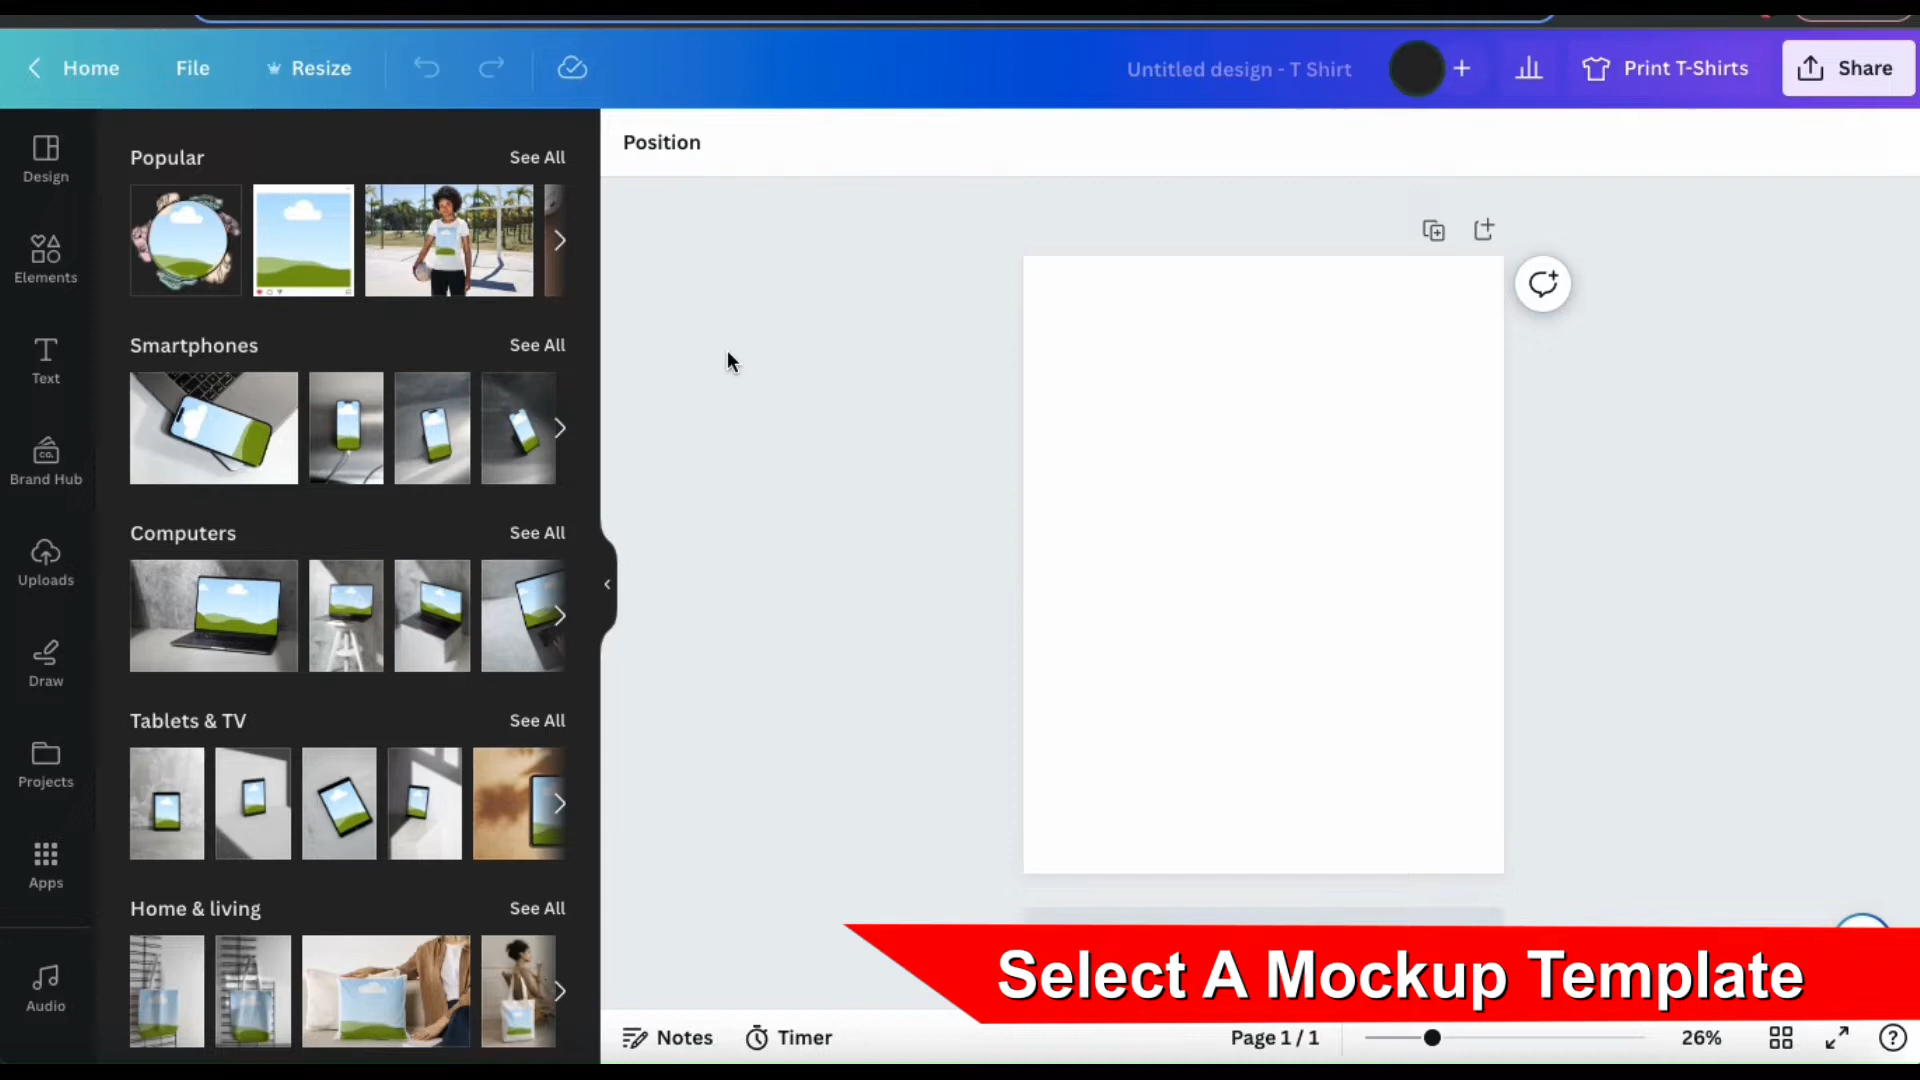 Home
File
Resize
Untitled design - T Shirt
Print T-Shirts
Share
Position
Design
Elements
Text
CO.
Brand Hub
Uploads
Draw
Projects
Apps
Audio
Popular
See All
Smartphones
See All
Computers
See All
Tablets & TV
See All
Home & living
See All
Select A Mockup Template
Notes
Timer
Page 1 / 1
26%
?